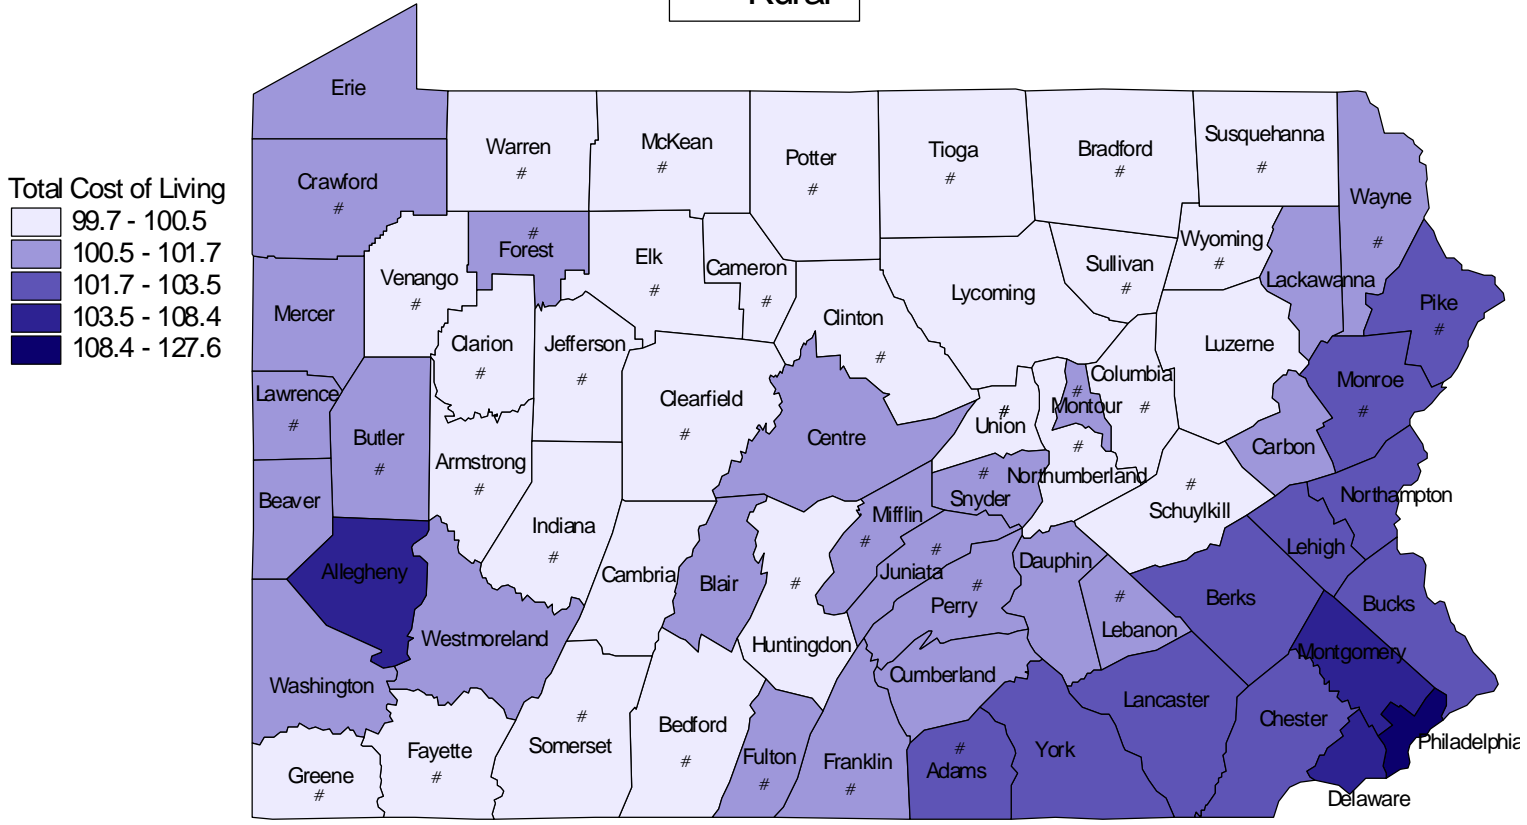 Rural
Erie
Warren
#
McKean
#
Potter
#
Tioga
#
Bradford
#
Susquehanna
#
Total Cost of Living
99.7 - 100.5
100.5 - 101.7
101.7 - 103.5
103.5 - 108.4
108.4 - 127.6
Crawford
#
Wayne
#
#
Forest
Venango
#
Elk
#
Cameron
#
Sullivan
#
Wyoming
#
Lackawanna
Pike
#
Mercer
Lycoming
Clinton
#
Clarion
#
Jefferson
#
Luzerne
Lawrence
#
Butler
#
Clearfield
#
Centre
#
Union
#
Montour
Columbia
#
Monroe
#
Carbon
Armstrong
#
Beaver
Indiana
#
#
Snyder
#
Northumberland
#
Schuylkill
Northampton
Mifflin
#
#
Juniata
Lehigh
Allegheny
Cambria
Blair
#
Huntingdon
#
Perry
Dauphin
#
Lebanon
Berks
Bucks
Westmoreland
Montgomery
Washington
Cumberland
Lancaster
Chester
Greene
#
Fayette
#
#
Somerset
Bedford
#
Fulton
#
Franklin
#
#
Adams
York
Philadelphia
Delaware